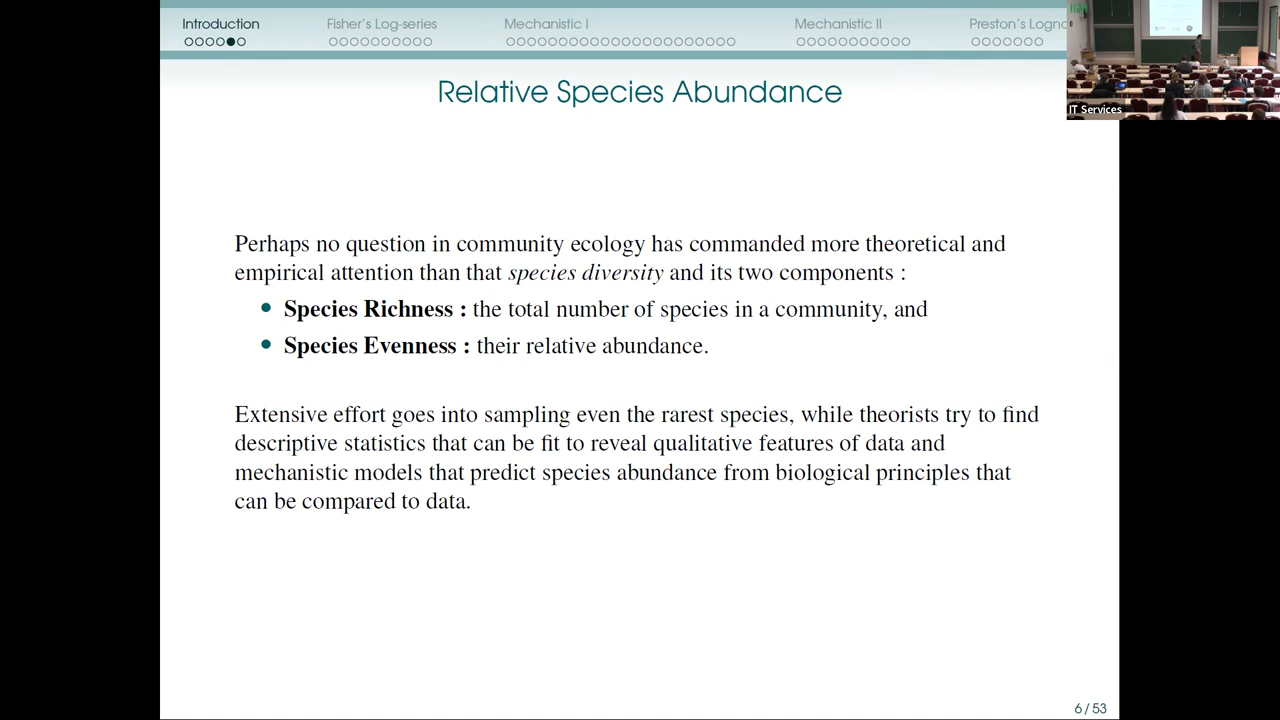 Introduction
Fisher's Log-series
Mechanistic I
Mechanistic II
Preston's Logno
Relative Species Abundance
Perhaps no question in community ecology has commanded more theoretical and
empirical attention than that species diversity and its two components :
Species Richness : the total number of species in a community, and
Species Evenness : their relative abundance.
Extensive effort goes into sampling even the rarest species, while theorists try to find
descriptive statistics that can be fit to reveal qualitative features of data and
mechanistic models that predict species abundance from biological principles that
can be compared to data.
6 / 53
IT Services